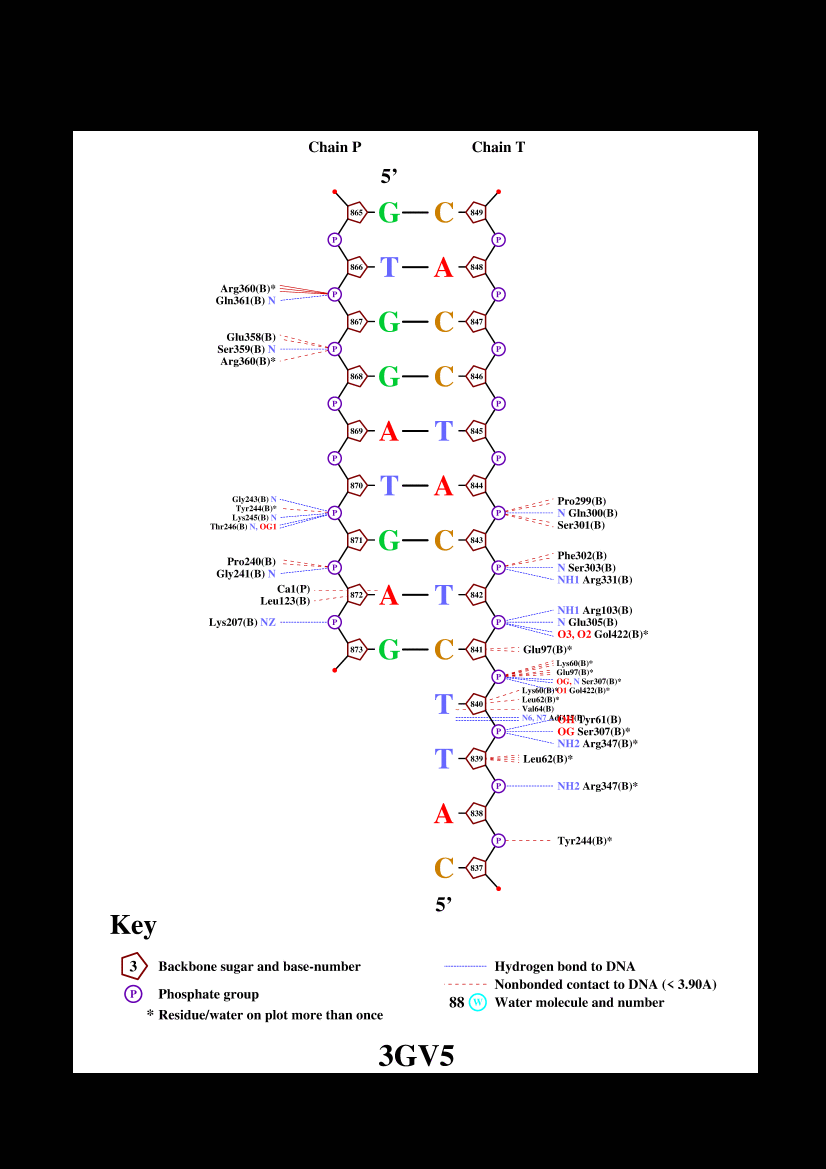 Chain P Chain T
5’
865 G C 849
P P
866 T A 848
Arg360(B)*
P P
Gln361(B) N
867 G C 847
Glu358(B)
Ser359(B) N P P
Arg360(B)*
868 G C 846
P P
869 A T 845
P P
870 T A 844
Gly243(B) N Pro299(B)
Tyr244(B)*
P P N Gln300(B)
Lys245(B) N
Thr246(B) N, OG1 Ser301(B)
871 G C 843
Pro240(B) Phe302(B)
P P N Ser303(B)
Gly241(B) N NH1 Arg331(B)
Ca1(P)
872 A T 842
Leu123(B)
NH1 Arg103(B)
Lys207(B) NZ P P N Glu305(B)
O3, O2 Gol422(B)*
873 G C 841 Glu97(B)*
Lys60(B)*
Glu97(B)*
P OG, N Ser307(B)*
O1 Gol422(B)*
Lys60(B)*
Leu62(B)*
T 840
Val64(B)
N6, N7
Tyr61(B)
P OG Ser307(B)*
NH2 Arg347(B)*
T 839 Leu62(B)*
P NH2 Arg347(B)*
A 838
P Tyr244(B)*
C 837
5’
Key
3 Backbone sugar and base-number
P Phosphate group
* Residue/water on plot more than once
Hydrogen bond to DNA
Nonbonded contact to DNA (< 3.90A)
88 W Water molecule and number
3GV5